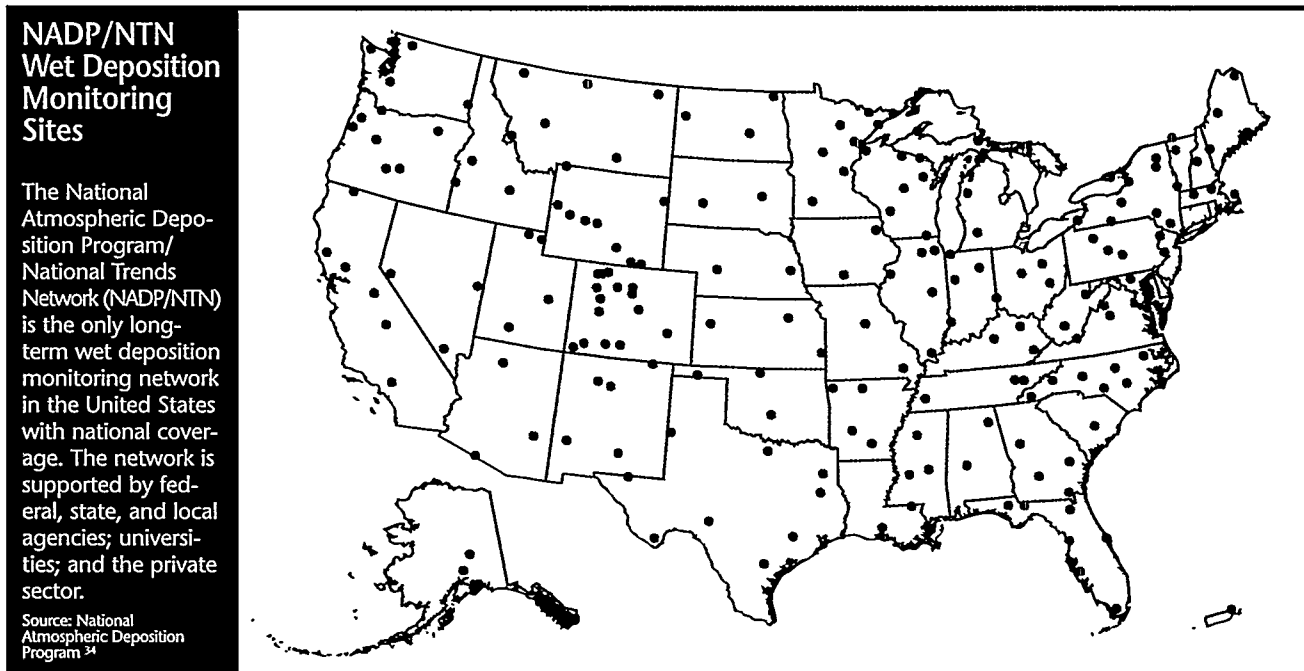 NADP/NTN
Wet Deposition
Monitoring
Sites
The National
Atmospheric Depo-
sition Program/
National Trends
Network (NADP/NTN)
is the only long-
term wet deposition
monitoring network
in the United States
with national cover-
age. The network is
supported by fed-
eral, state, and local
agencies; universi-
ties; and the private
sector.
Source: National
Atmospheric Deposition
Program 34